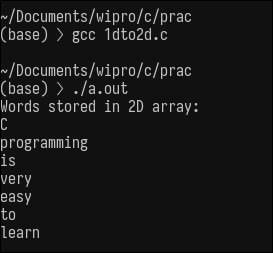 ~/Documents/wipro/c/prac
(base) > gcc 1dto2d.c
~/Documents/wipro/c/prac
(base) > ./a.out
Words stored in 2D array:
C
programming
is
very
easy
to
learn